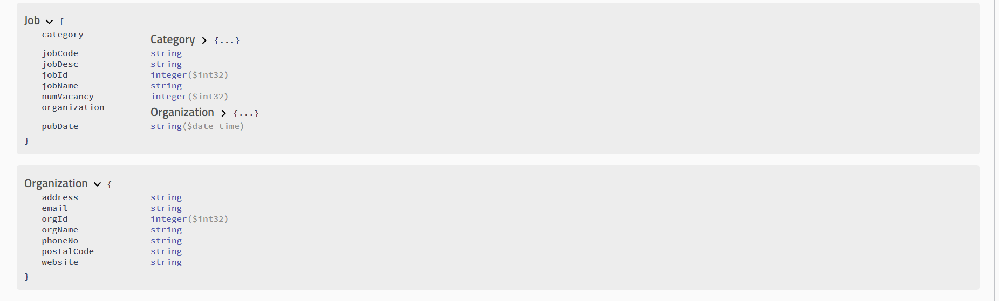 Job {
category Category {...}
jobCode string
jobDesc string
jobId integer($int32)
jobName string
numVacancy integer($int32)
organization Organization {...}
pubDate string($date-time)
}
Organization {
address string
email string
orgId integer($int32)
orgName string
phoneNo string
postalCode string
website string
}